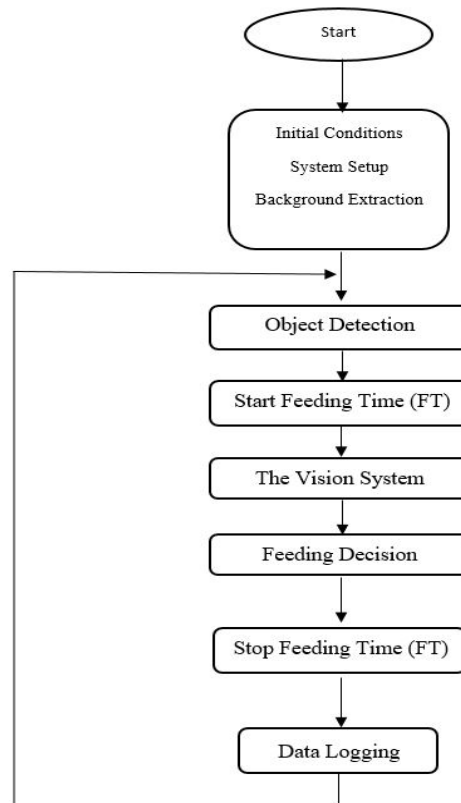 Start
Initial Conditions
System Setup
Background Extraction
Object Detection
Start Feeding Time (FT)
The Vision System
Feeding Decision
Stop Feeding Time (FT)
Data Logging